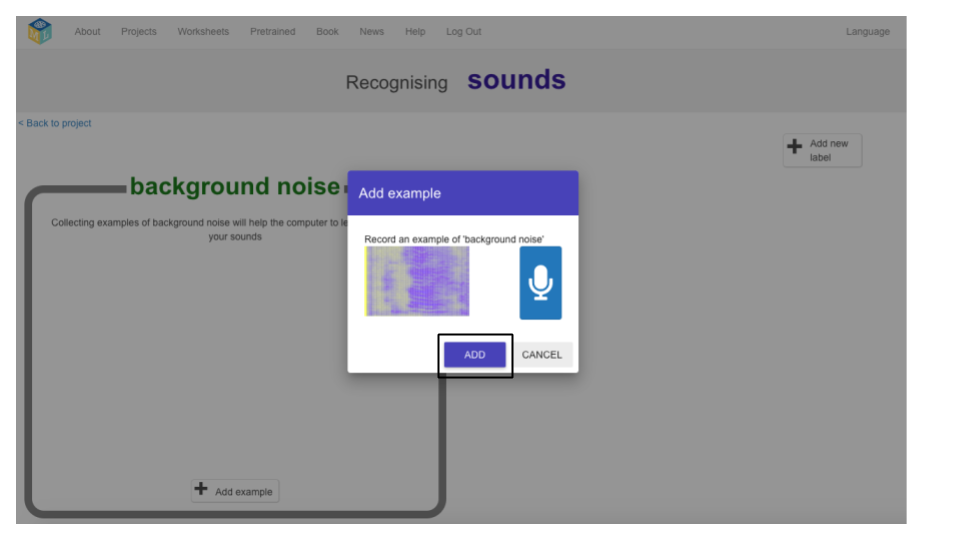 About Projects Worksheets Pretrained Book News Help Log Out Language
Recognising sounds
< Back to project
Add new
label
background noise
Collecting examples of background noise will help the computer to le
your sounds
Add example
Record an example of 'background noise'
ADD CANCEL
Add example